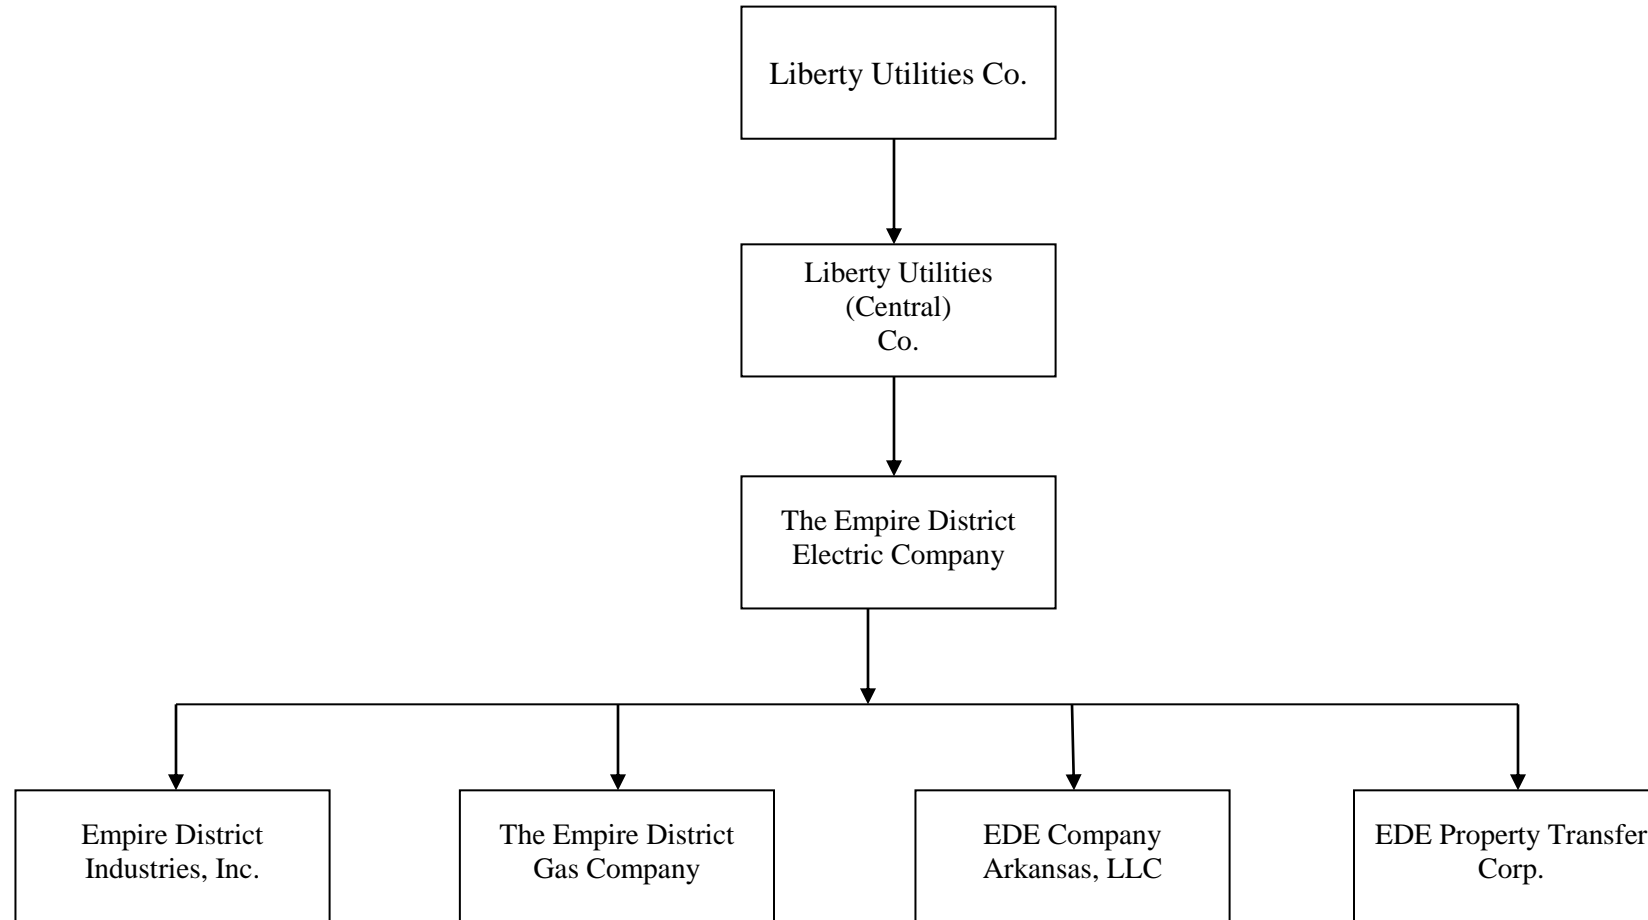 Liberty Utilities Co.
Liberty Utilities
(Central)
Co.
The Empire District
Electric Company
Empire District
Industries, Inc.
The Empire District
Gas Company
EDE Company
Arkansas, LLC
EDE Property Transfer
Corp.